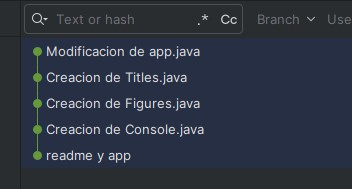 Text or hash .* Cc Branch Use
Modificacion de app.java
Creacion de Titles.java
Creacion de Figures.java
Creacion de Console.java
readme y app